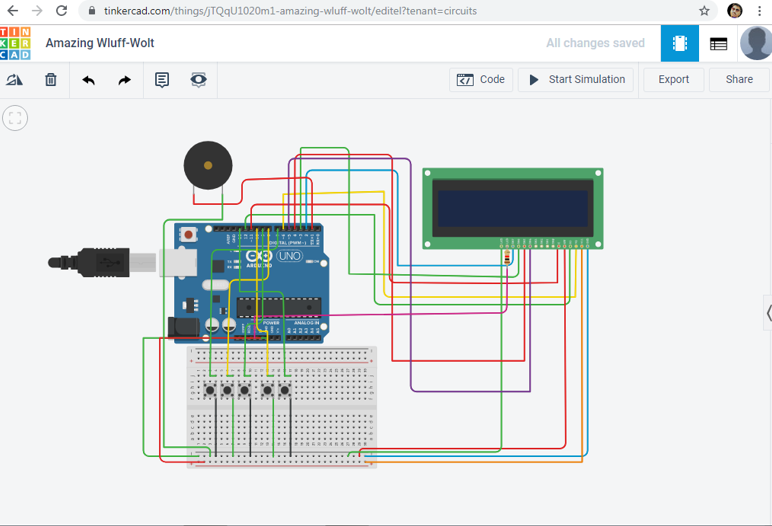 tinkercad.com/things/jTQqU1020m1-amazing-wluff-wolt/editel?tenant=circuits
TIN
KER
CAD
Amazing Wluff-Wolt
All changes saved
Code
Start Simulation
Export
Share
DIGITAL (PWM~)
UNO
ARDUINO
POWER
ANALOG IN